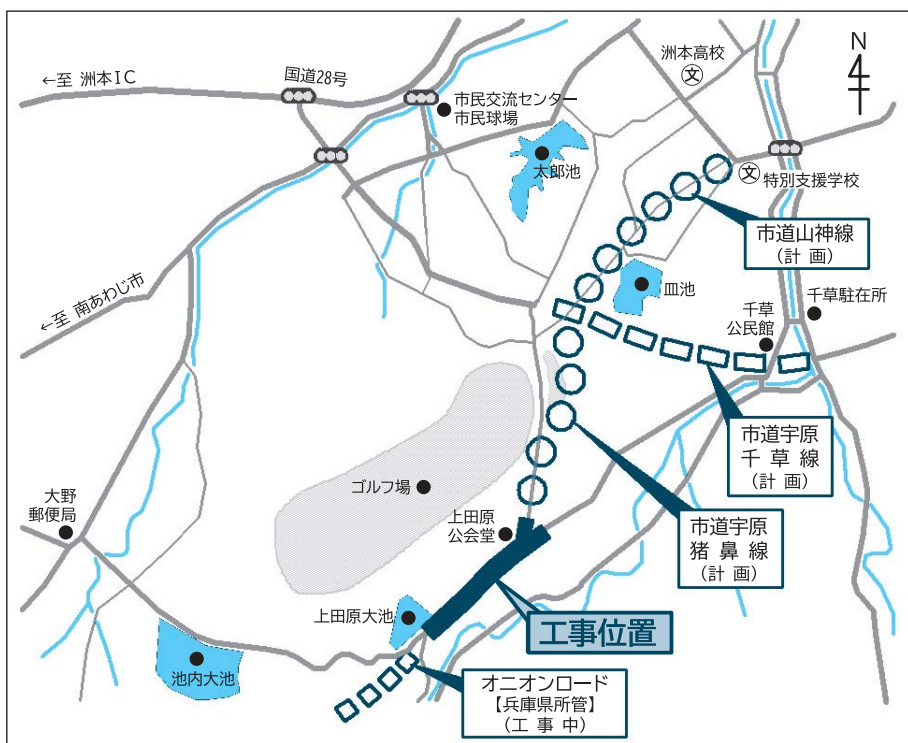 ←至 洲本IC
国道28号
洲本高校
文
N
市民交流センター
市民球場
太郎池
文
特別支援学校
市道山神線
(計 画)
←至 南あわじ市
皿池
千草
公民館
千草駐在所
市道宇原
千 草 線
(計 画)
ゴルフ場
大野
郵便局
上田原
公会堂
市道宇原
猪 鼻 線
(計 画)
上田原大池
工事位置
池内大池
オニオンロード
【兵庫県所管】
(工 事 中)